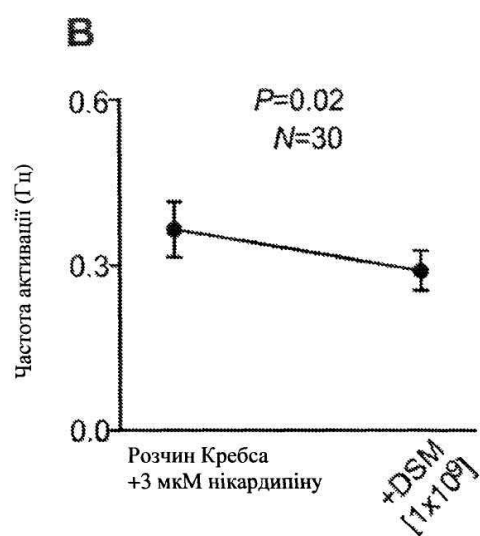 B
P=0.02
N=30
0.6
0.3
0.0
Частота активації (Гц)
Розчин Кребса
+3 мкМ нікардипіну
+DSM
[1x10⁹]